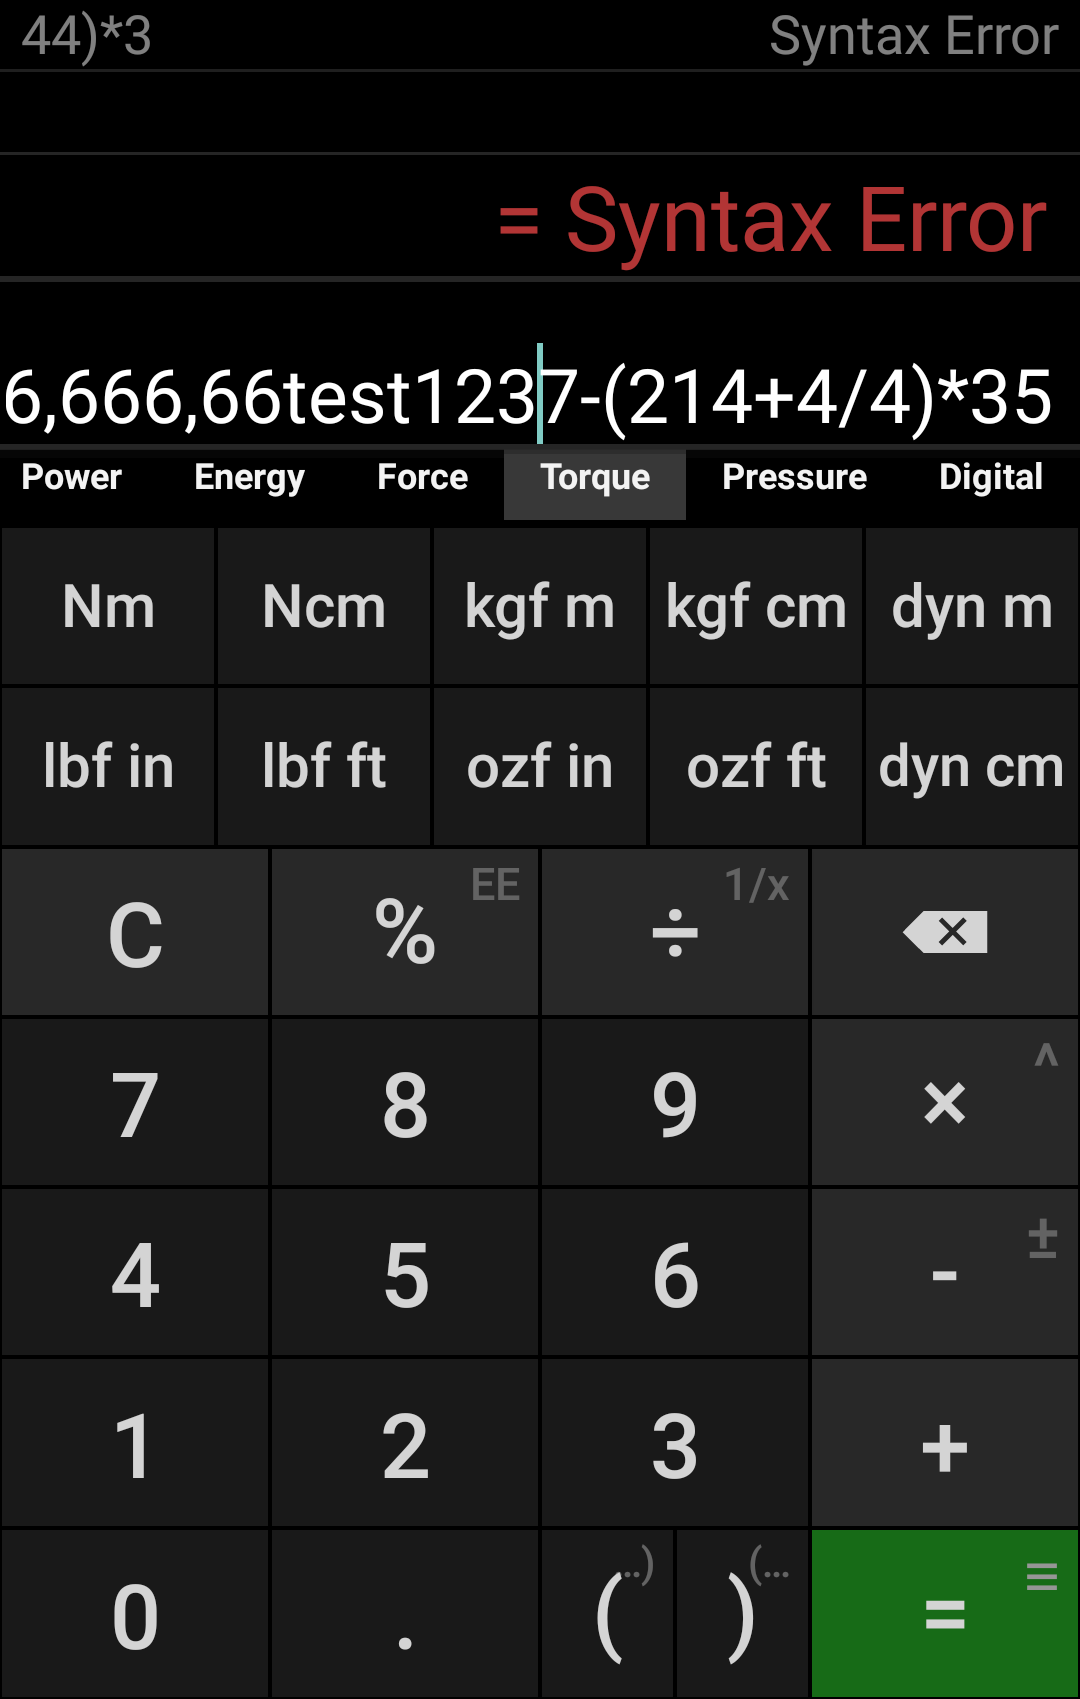 44)*3 Syntax Error
= Syntax Error
6,666,66test1237-(214+4/4)*35
Power Energy Force Torque Pressure Digital
Nm Ncm kgf m kgf cm dyn m
lbf in lbf ft ozf in ozf ft dyn cm
C % EE ÷ 1/x
7 8 9 × ^
4 5 6 - ±
1 2 3 +
0 . ( ..) ) (... = ≡